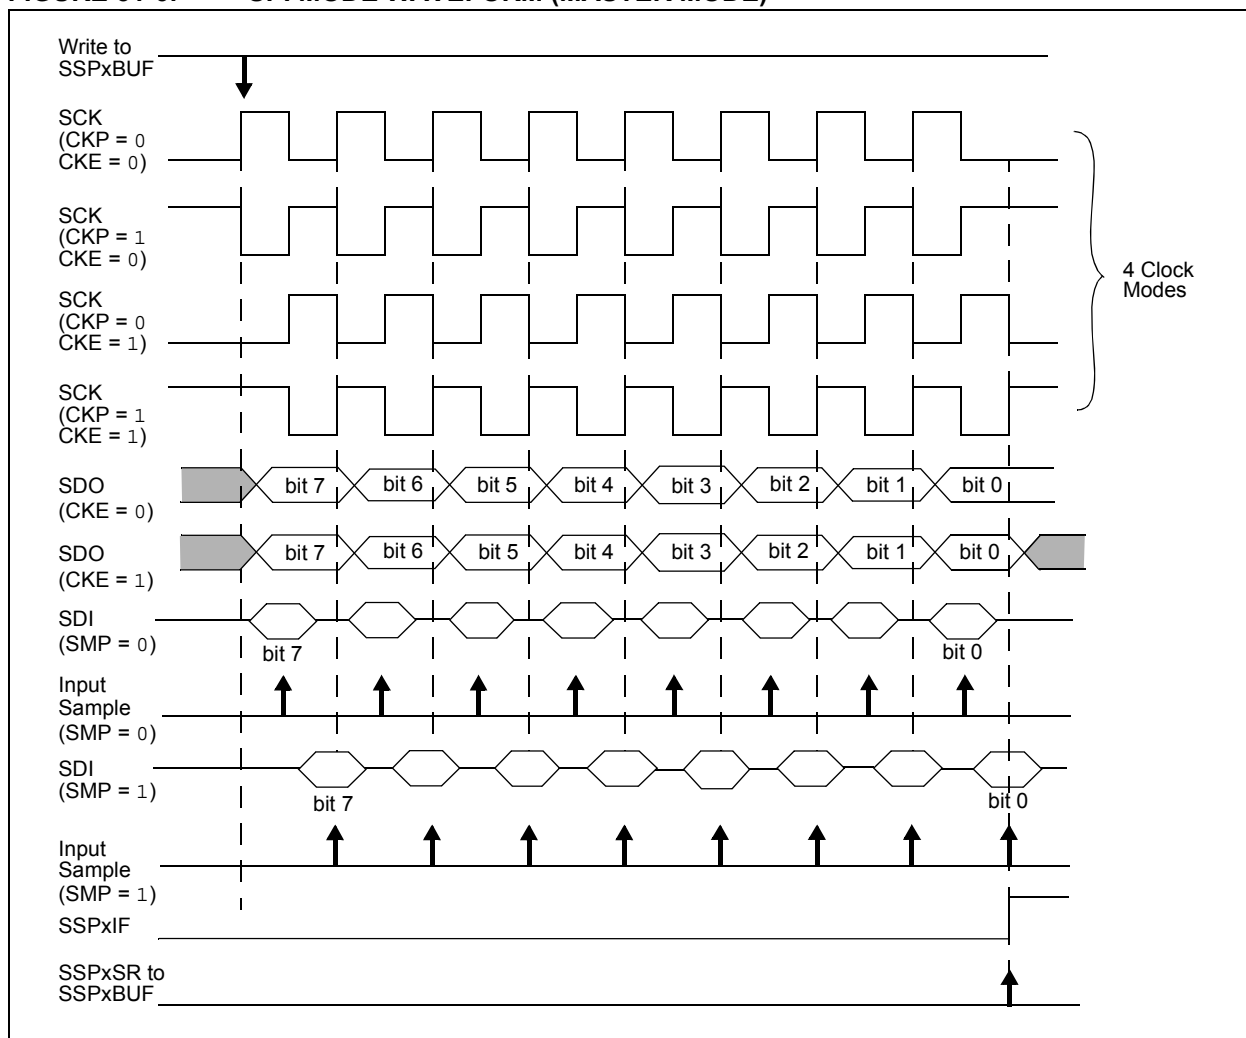 Write to
SSPxBUF
SCK
(CKP = 0
CKE = 0)
SCK
(CKP = 1
CKE = 0)
SCK
(CKP = 0
CKE = 1)
SCK
(CKP = 1
CKE = 1)
4 Clock
Modes
SDO
(CKE = 0)
bit 7 bit 6 bit 5 bit 4 bit 3 bit 2 bit 1 bit 0
SDO
(CKE = 1)
bit 7 bit 6 bit 5 bit 4 bit 3 bit 2 bit 1 bit 0
SDI
(SMP = 0)
bit 7 bit 0
Input
Sample
(SMP = 0)
SDI
(SMP = 1)
bit 7 bit 0
Input
Sample
(SMP = 1)
SSPxIF
SSPxSR to
SSPxBUF